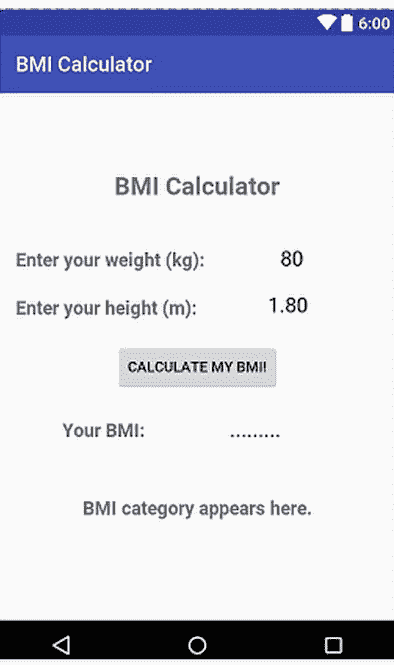 6:00
BMI Calculator
BMI Calculator
Enter your weight (kg): 80
Enter your height (m): 1.80
CALCULATE MY BMI!
Your BMI: .........
BMI category appears here.